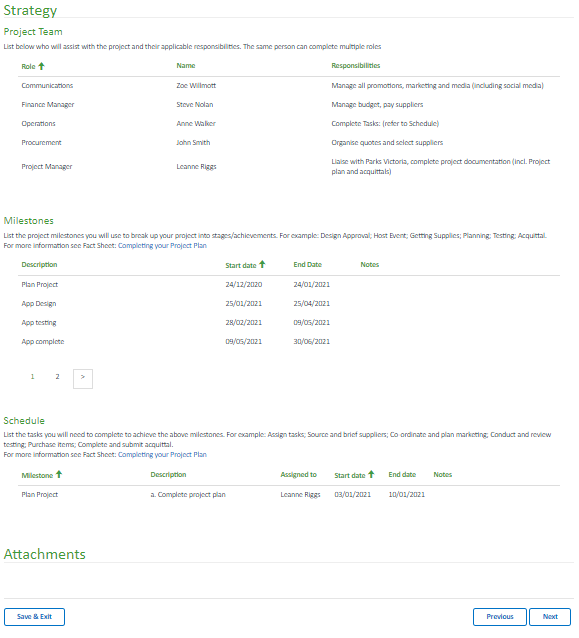 Strategy
Project Team
List below who will assist with the project and their applicable responsibilities. The same person can complete multiple roles
Role Name Responsibilities
Communications Zoe Willmott Manage all promotions, marketing and media (including social media)
Finance Manager Steve Nolan Manage budget, pay suppliers
Operations Anne Walker Complete Tasks: (refer to Schedule)
Procurement John Smith Organise quotes and select suppliers
Project Manager Leanne Riggs Liaise with Parks Victoria, complete project documentation (incl. Project
plan and acquittals)
Milestones
List the project milestones you will use to break up your project into stages/achievements. For example: Design Approval; Host Event; Getting Supplies; Planning; Testing; Acquittal.
For more information see Fact Sheet: Completing your Project Plan
Description Start date End Date Notes
Plan Project 24/12/2020 24/01/2021
App Design 25/01/2021 25/04/2021
App testing 28/02/2021 09/05/2021
App complete 09/05/2021 30/06/2021
1 2 >
Schedule
List the tasks you will need to complete to achieve the above milestones. For example: Assign tasks; Source and brief suppliers; Co-ordinate and plan marketing; Conduct and review
testing; Purchase items; Complete and submit acquittal.
For more information see Fact Sheet: Completing your Project Plan
Milestone Description Assigned to Start date End date Notes
Plan Project a. Complete project plan Leanne Riggs 03/01/2021 10/01/2021
Attachments
Save & Exit Previous Next